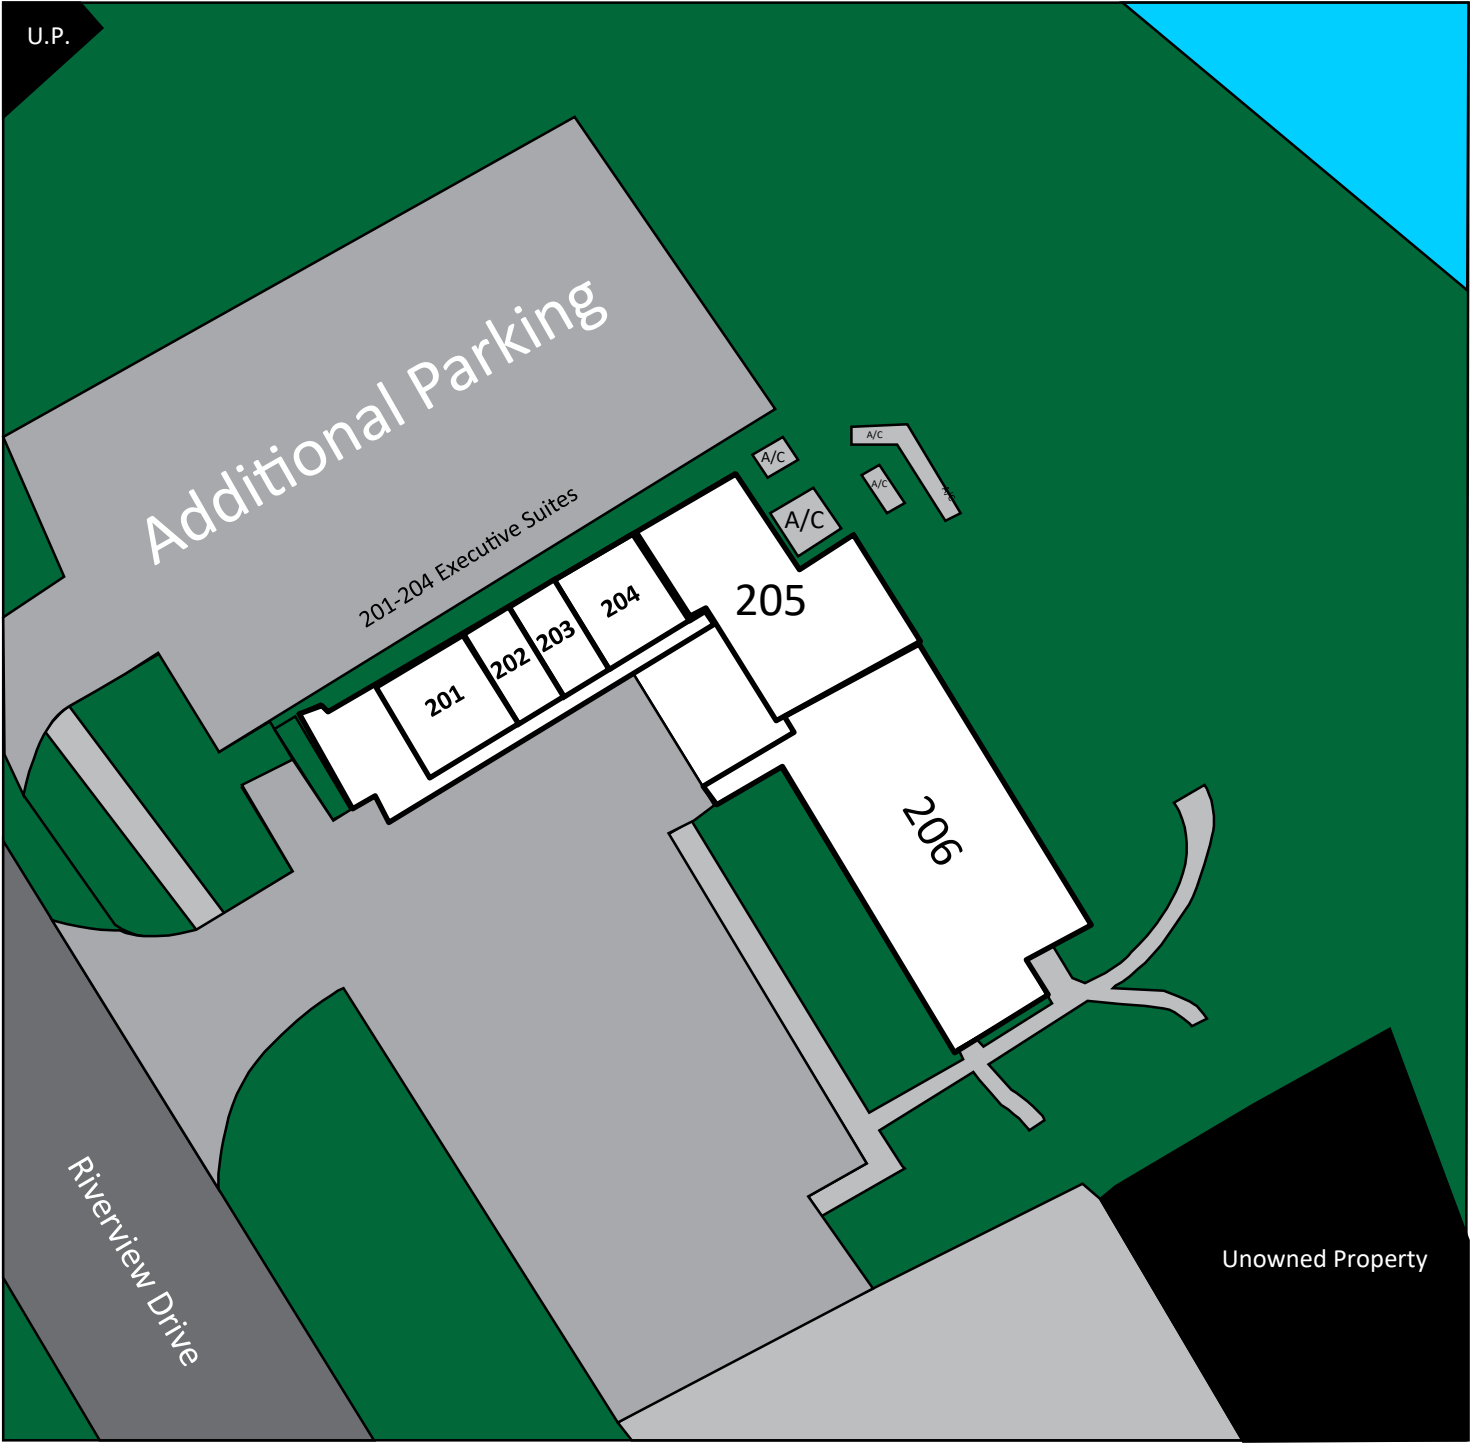 U.P.
Additional Parking
A/C
A/C
A/C
A/C
201-204 Executive Suites
205
204
203
202
201
206
Riverview Drive
Unowned Property